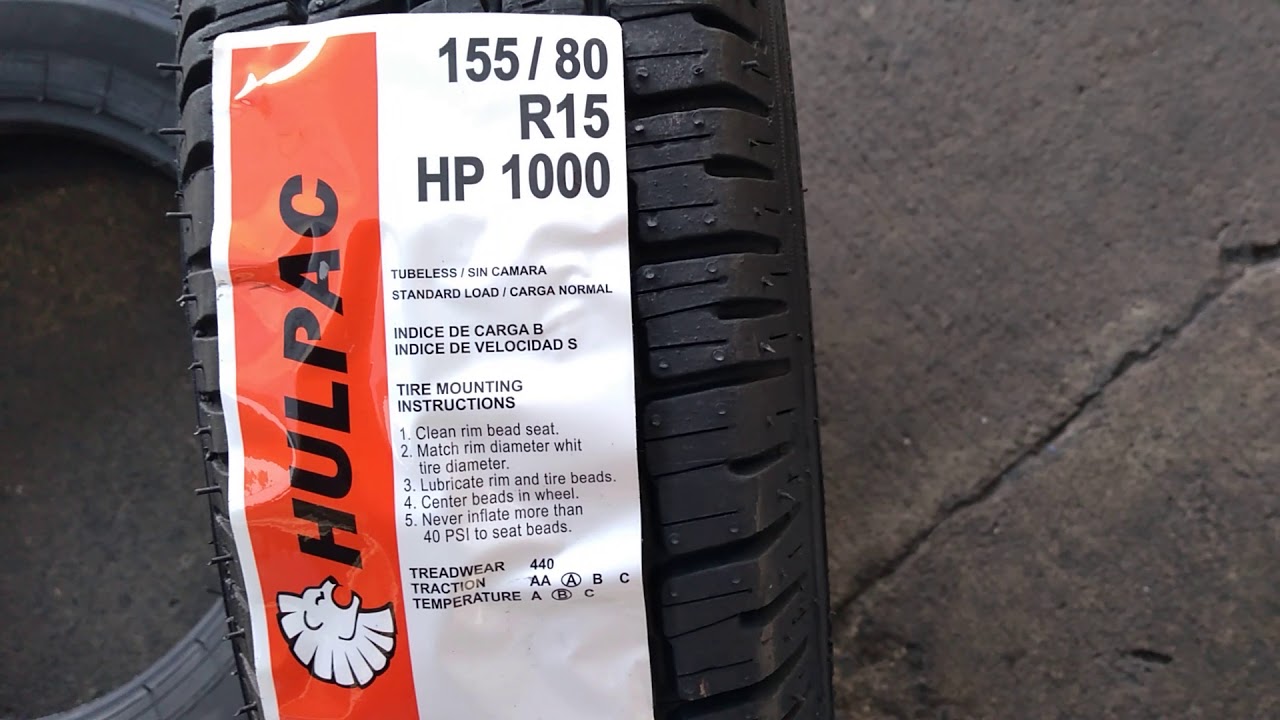 HULPAC
155 / 80
R15
HP 1000
TUBELESS / SIN CAMARA
STANDARD LOAD / CARGA NORMAL
INDICE DE CARGA B
INDICE DE VELOCIDAD S
TIRE MOUNTING
INSTRUCTIONS
1. Clean rim bead seat.
2. Match rim diameter whit
tire diameter.
3. Lubricate rim and tire beads.
4. Center beads in wheel.
5. Never inflate more than
40 PSI to seat beads.
TREADWEAR 440
TRACTION AA A B C
TEMPERATURE A B C